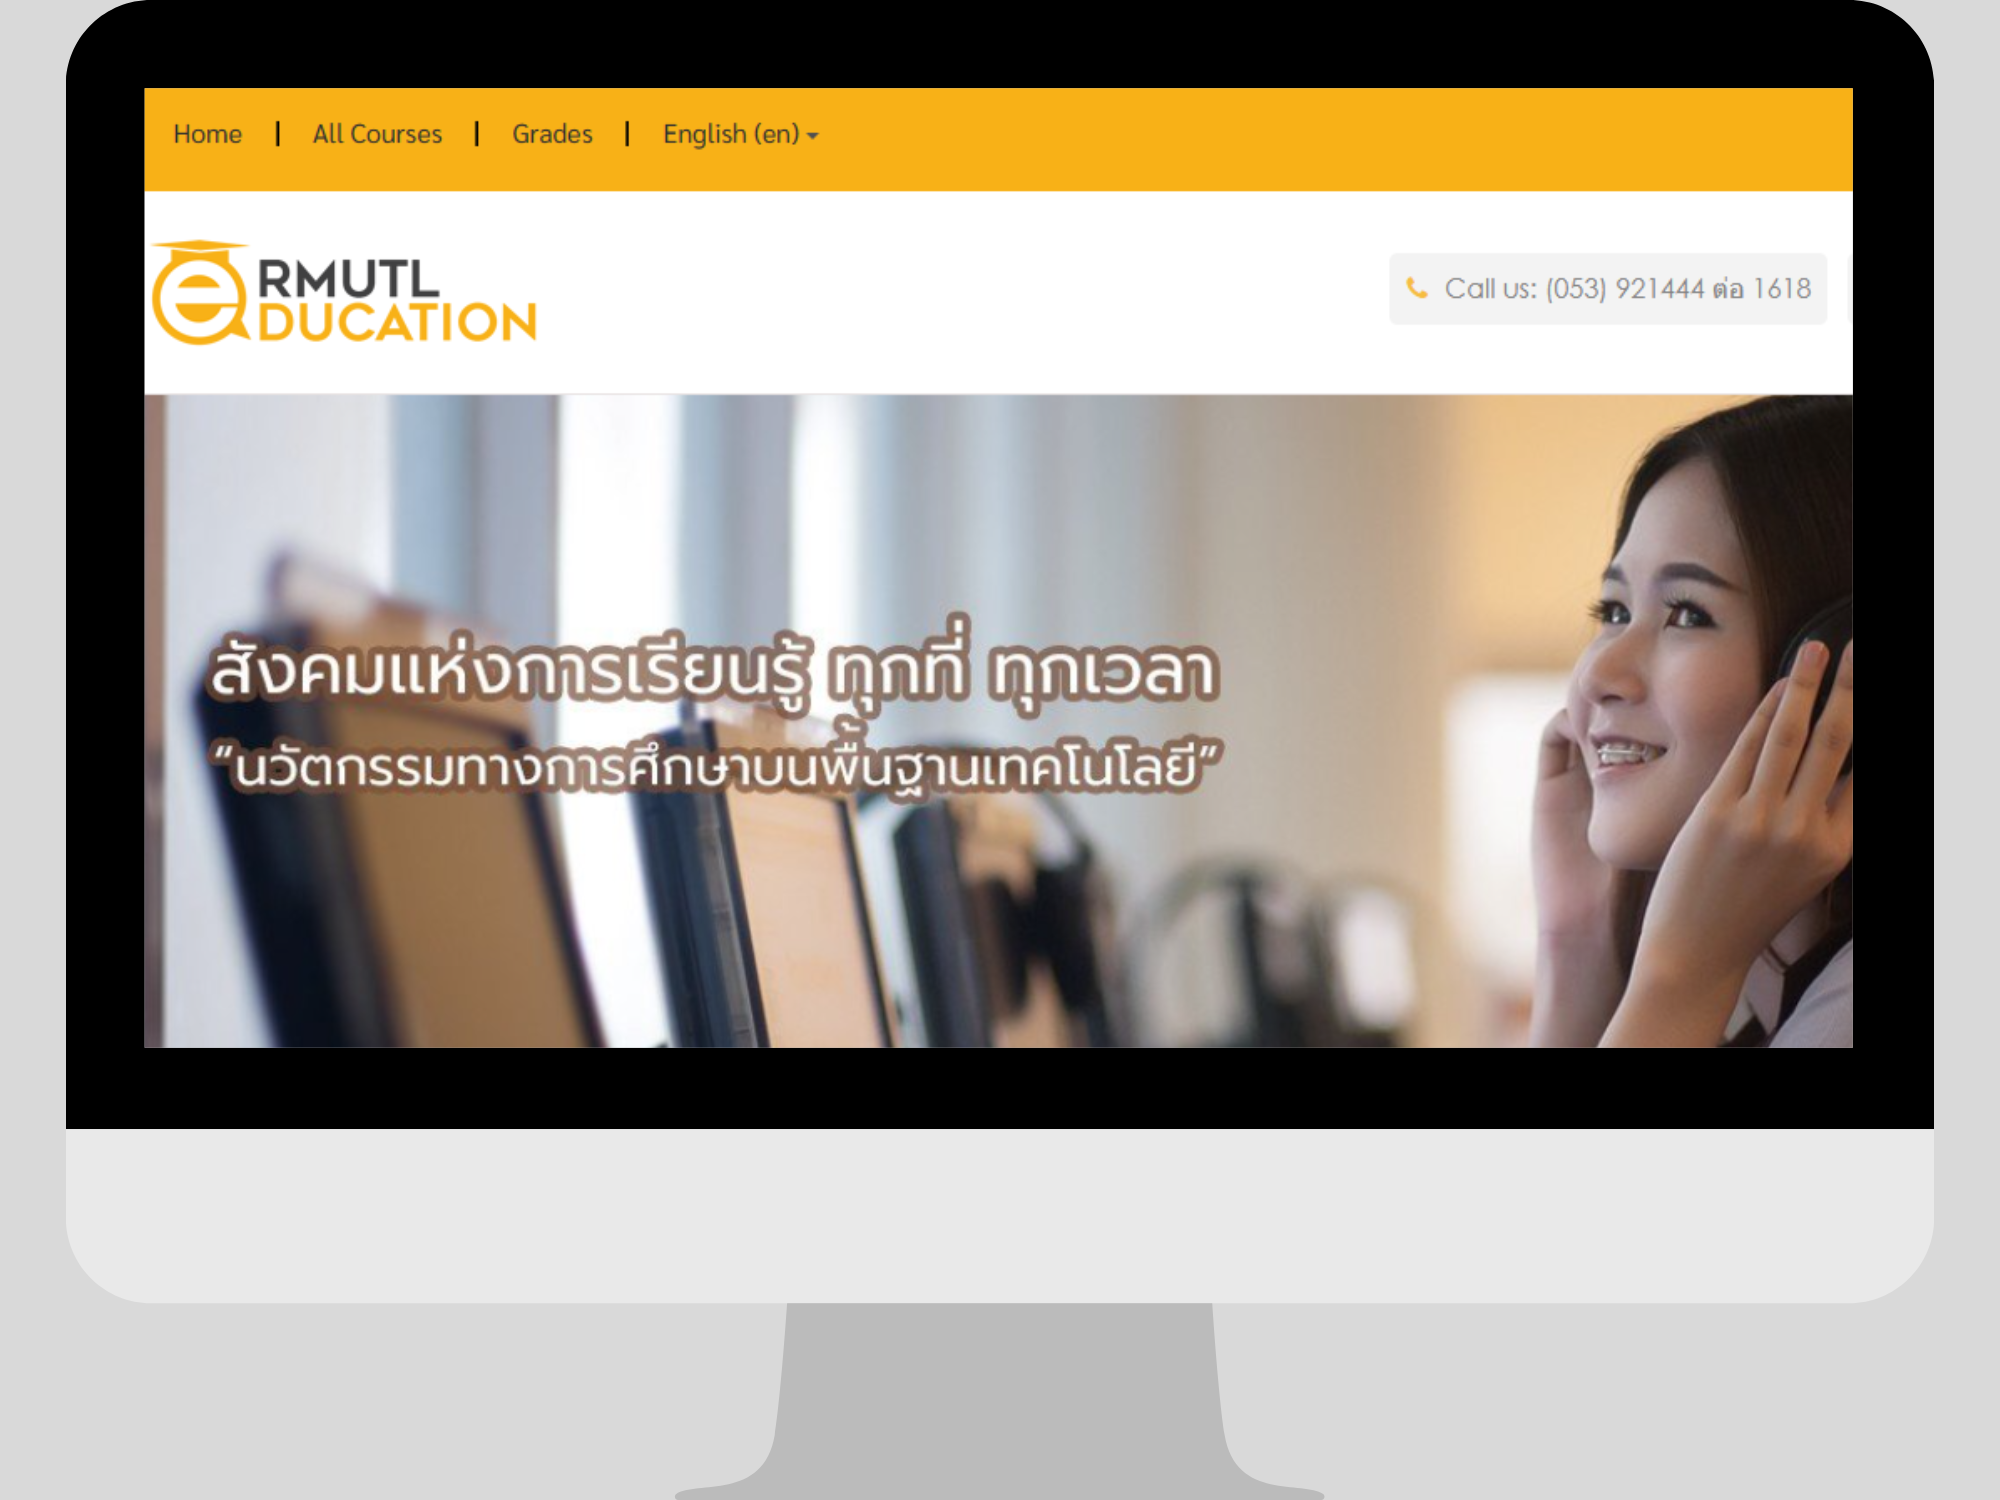 Home | All Courses | Grades | English (en)
RMUTL
eDUCATION
Call us: (053) 921444 ต่อ 1618
สังคมแห่งการเรียนรู้ ทุกที่ ทุกเวลา
“นวัตกรรมทางการศึกษาบนพื้นฐานเทคโนโลยี”